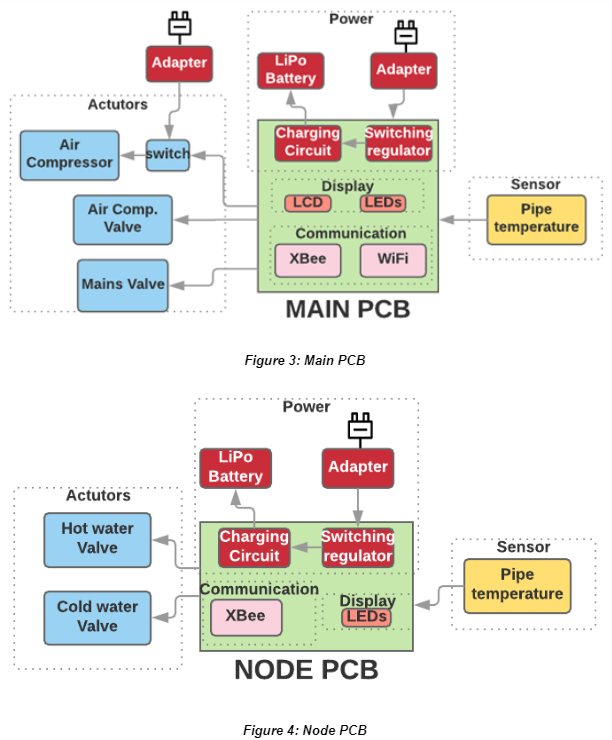 Power
Adapter
LiPo
Battery
Adapter
Actutors
Air
Compressor
switch
Charging
Circuit
Switching
regulator
Display
LCD
LEDs
Sensor
Pipe
temperature
Air Comp.
Valve
Communication
XBee
WiFi
Mains Valve
MAIN PCB
Figure 3: Main PCB
Power
LiPo
Battery
Adapter
Actutors
Hot water
Valve
Charging
Circuit
Switching
regulator
Sensor
Pipe
temperature
Communication
XBee
Display
LEDs
Cold water
Valve
NODE PCB
Figure 4: Node PCB